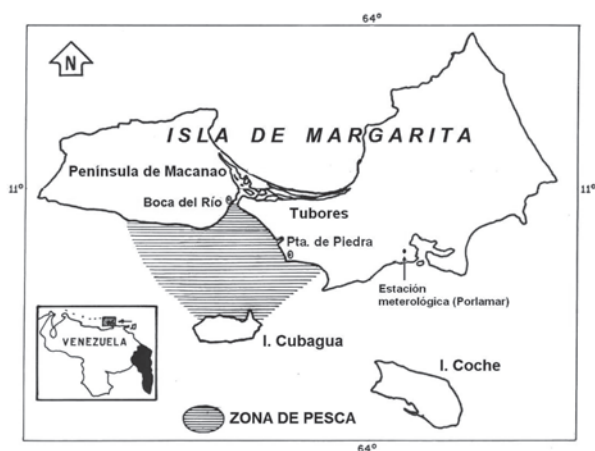 64°
N
ISLA DE MARGARITA
Península de Macanao
11°
11°
Boca del Río
Tubores
Pta. de Piedra
Estación
meterológica (Porlamar)
I. Cubagua
VENEZUELA
I. Coche
ZONA DE PESCA
64°